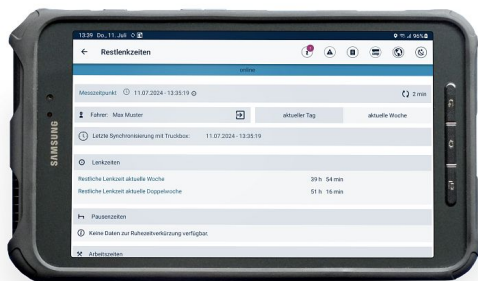 13:39 Do., 11. Juli
96%
Restlenkzeiten
online
Messzeitpunkt 11.07.2024 - 13:35:19
2 min
Fahrer: Max Muster
aktueller Tag
aktuelle Woche
Letzte Synchronisierung mit Truckbox: 11.07.2024 - 13:35:19
Lenkzeiten
Restliche Lenkzeit aktuelle Woche 39 h 54 min
Restliche Lenkzeit aktuelle Doppelwoche 51 h 16 min
Pausenzeiten
Keine Daten zur Ruhezeitverkürzung verfügbar.
Arbeitszeiten
SAMSUNG